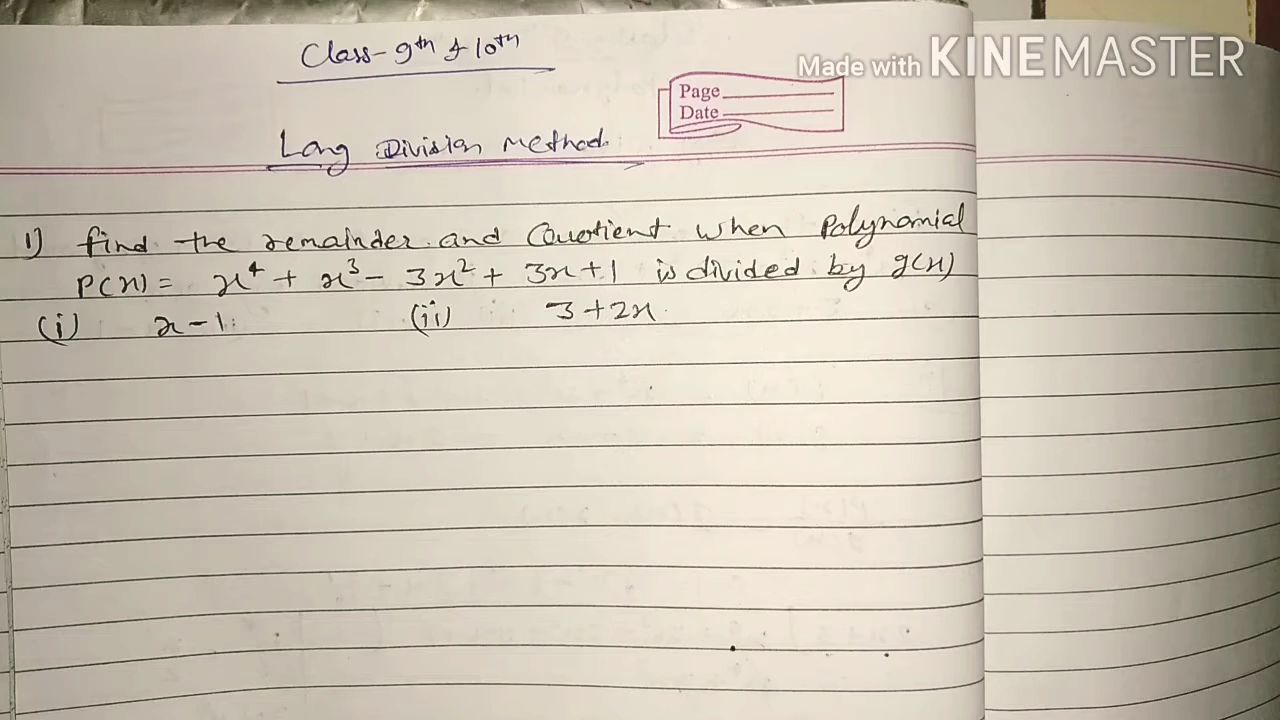 Class-9th & 10th
Made with KINEMASTER
Page
Date
Long Division Method.
1) find the remainder and Quotient when Polynomial
P(x) = x⁴ + x³ - 3x² + 3x + 1 is divided by g(x)
(i) x - 1 (ii) 3 + 2x